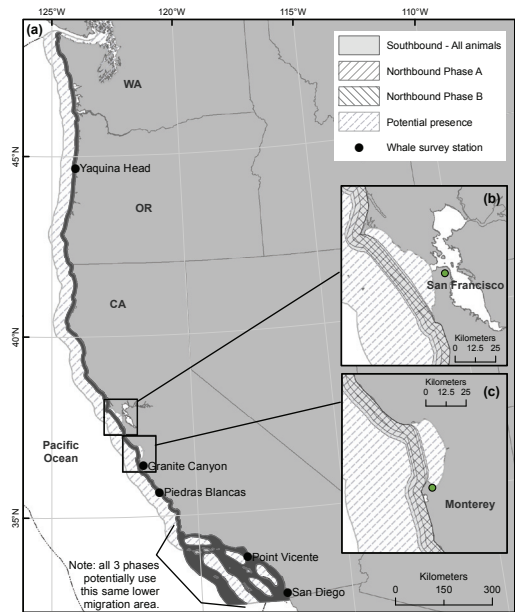 125°W
120°W
115°W
110°W
(a)
WA
Southbound - All animals
Northbound Phase A
Northbound Phase B
Potential presence
Whale survey station
45°N
Yaquina Head
OR
(b)
San Francisco
Kilometers
0 12.5 25
CA
40°N
(c)
Kilometers
0 12.5 25
Monterey
Pacific
Ocean
Granite Canyon
Piedras Blancas
35°N
Point Vicente
San Diego
Note: all 3 phases
potentially use
this same lower
migration area.
Kilometers
0 150 300